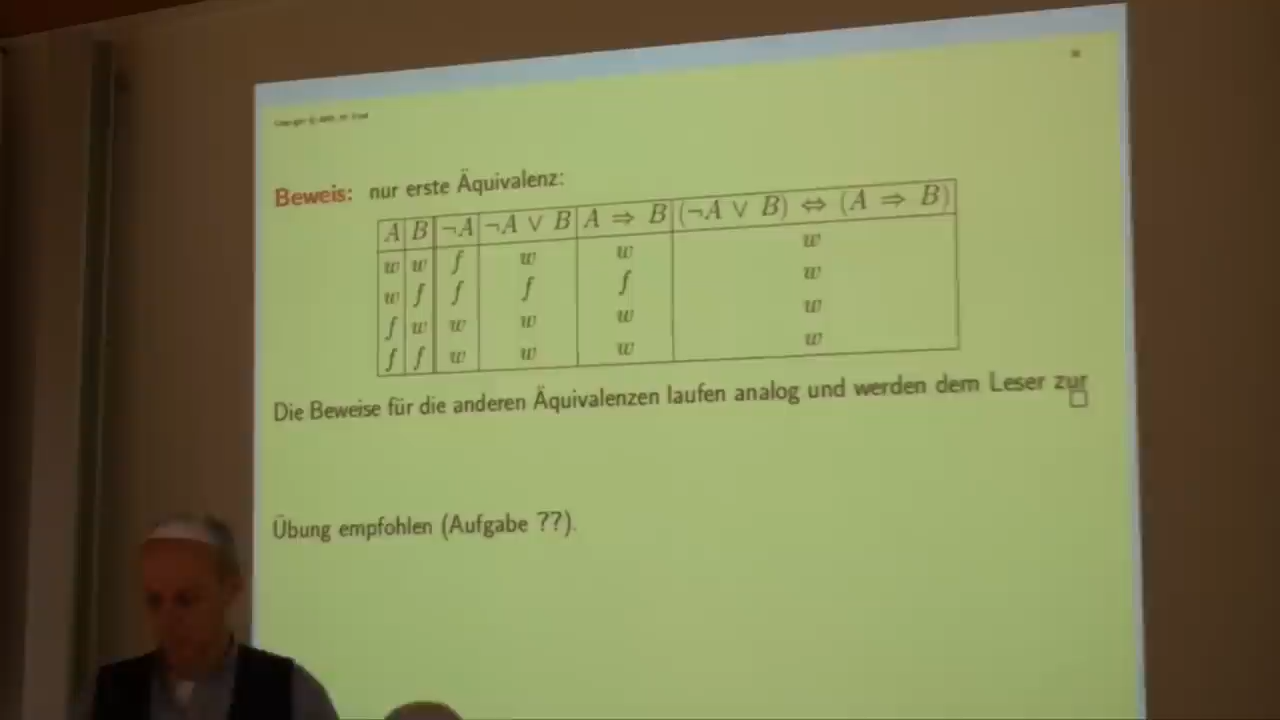 Beweis: nur erste Äquivalenz:
A B ¬A ¬A ∨ B A ⇒ B (¬A ∨ B) ⇔ (A ⇒ B)
w w f w w w
w f f f f w
f w w w w w
f f w w w w
Die Beweise für die anderen Äquivalenzen laufen analog und werden dem Leser zur
Übung empfohlen (Aufgabe ??).